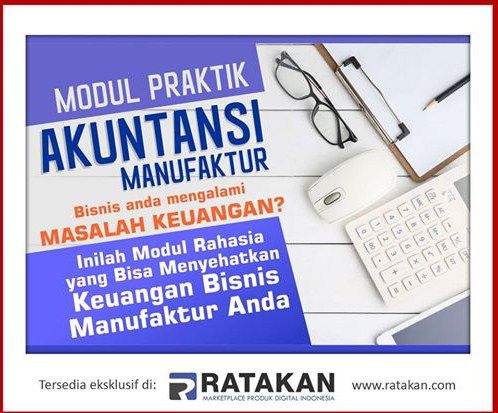 MODUL PRAKTIK
AKUNTANSI
MANUFAKTUR
Bisnis anda mengalami
MASALAH KEUANGAN?
Inilah Modul Rahasia
yang Bisa Menyehatkan
Keuangan Bisnis
Manufaktur Anda
Tersedia eksklusif di:
RATAKAN
MARKETPLACE PRODUK DIGITAL INDONESIA
www.ratakan.com